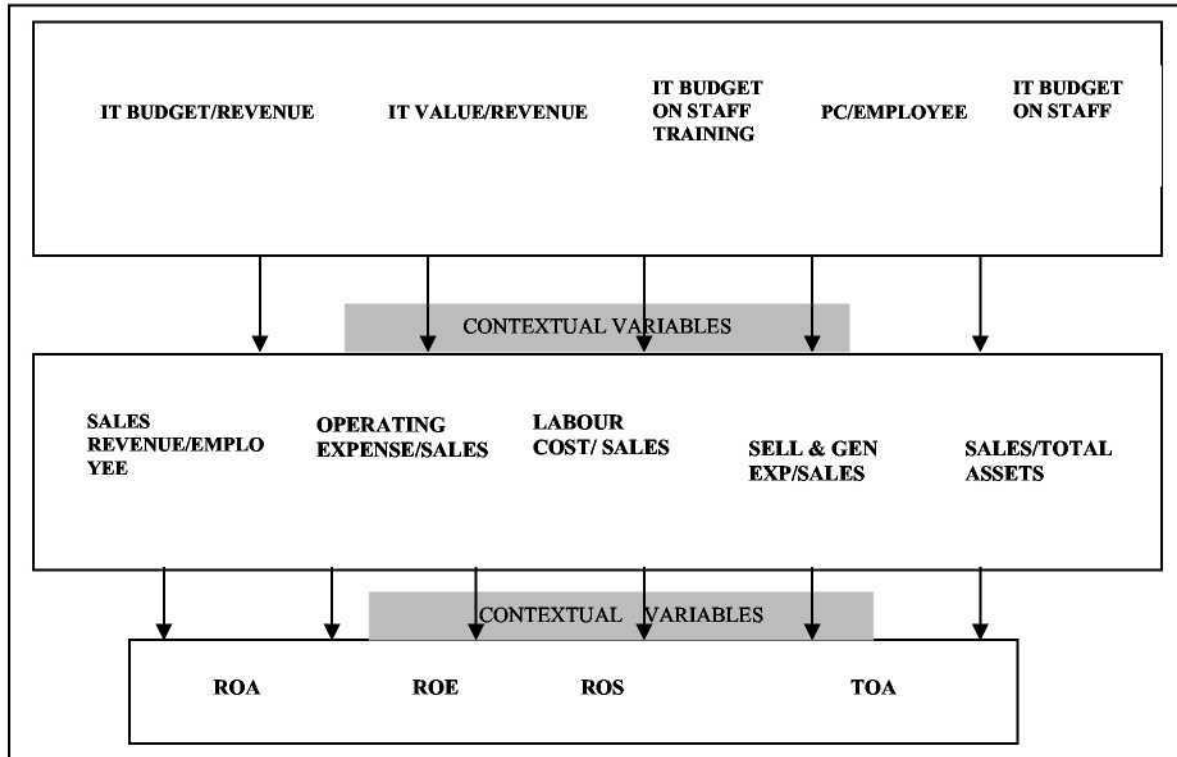 IT BUDGET/REVENUE
IT VALUE/REVENUE
IT BUDGET
ON STAFF
TRAINING
PC/EMPLOYEE
IT BUDGET
ON STAFF
CONTEXTUAL VARIABLES
SALES
REVENUE/EMPLO
YEE
OPERATING
EXPENSE/SALES
LABOUR
COST/ SALES
SELL & GEN
EXP/SALES
SALES/TOTAL
ASSETS
CONTEXTUAL VARIABLES
ROA
ROE
ROS
TOA